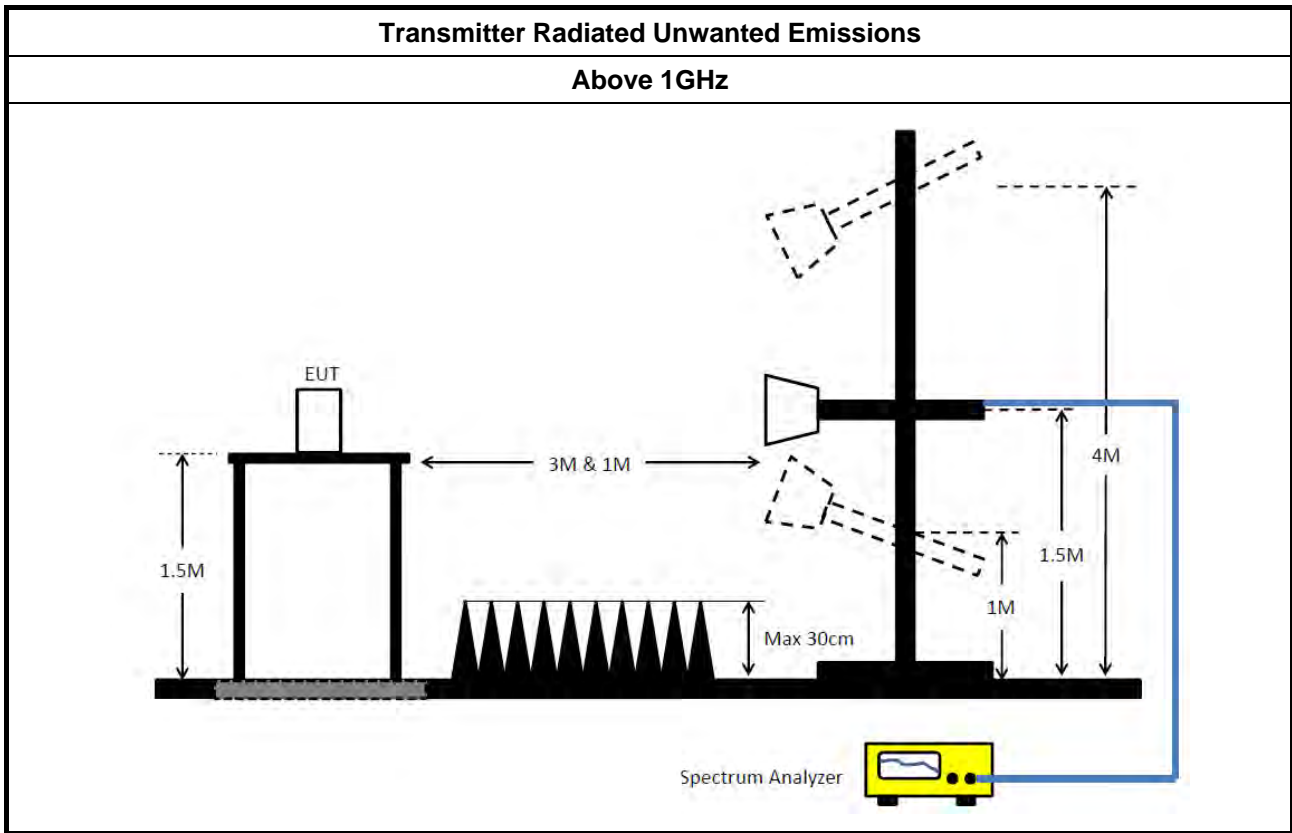 Transmitter Radiated Unwanted Emissions
Above 1GHz
EUT
3M & 1M
4M
1.5M
1.5M
1M
Max 30cm
Spectrum Analyzer